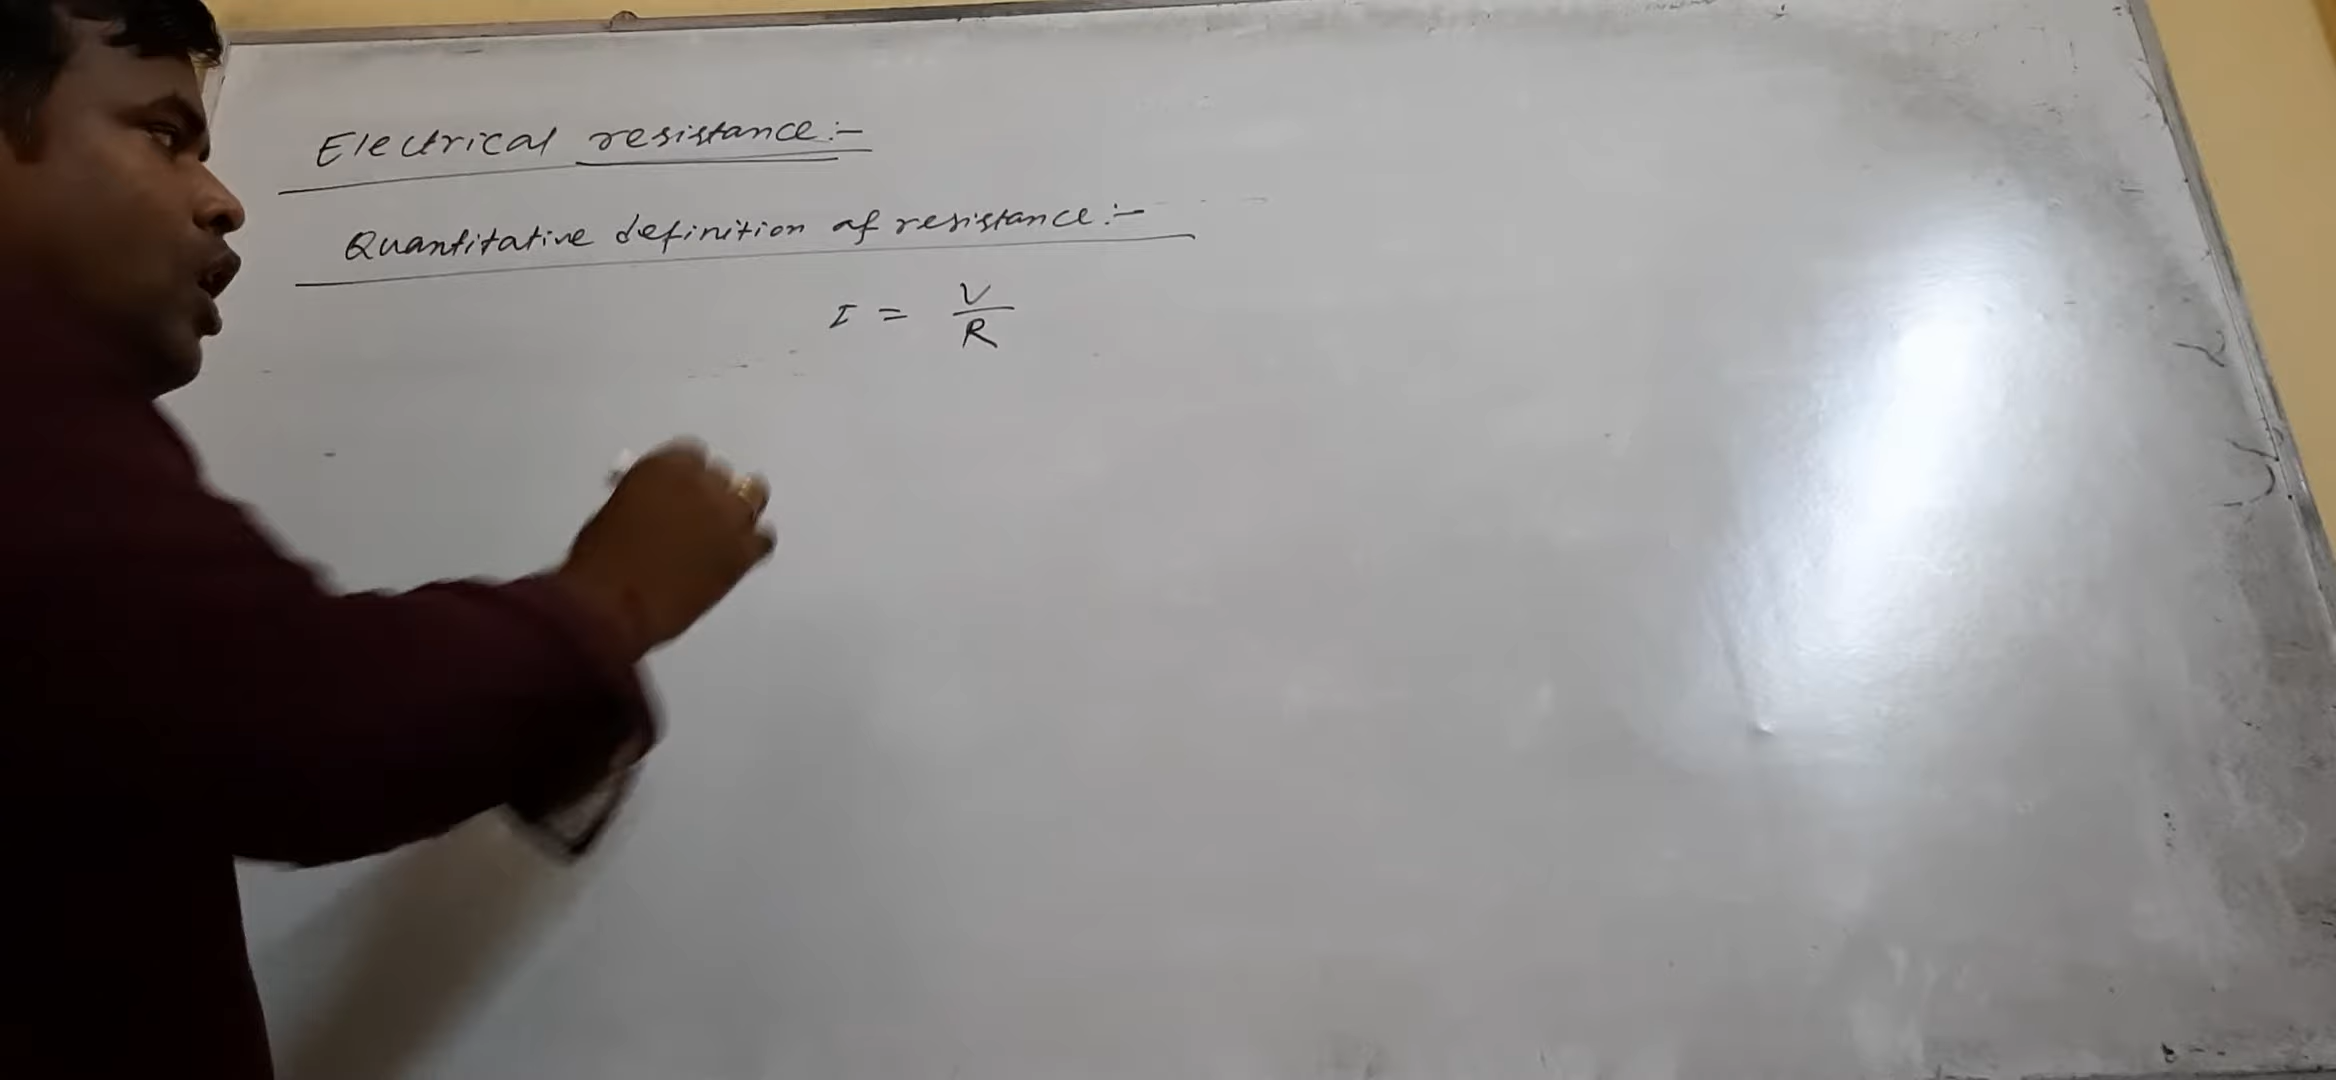 Electrical resistance:-
Quantitative definition of resistance:-
I = V/R